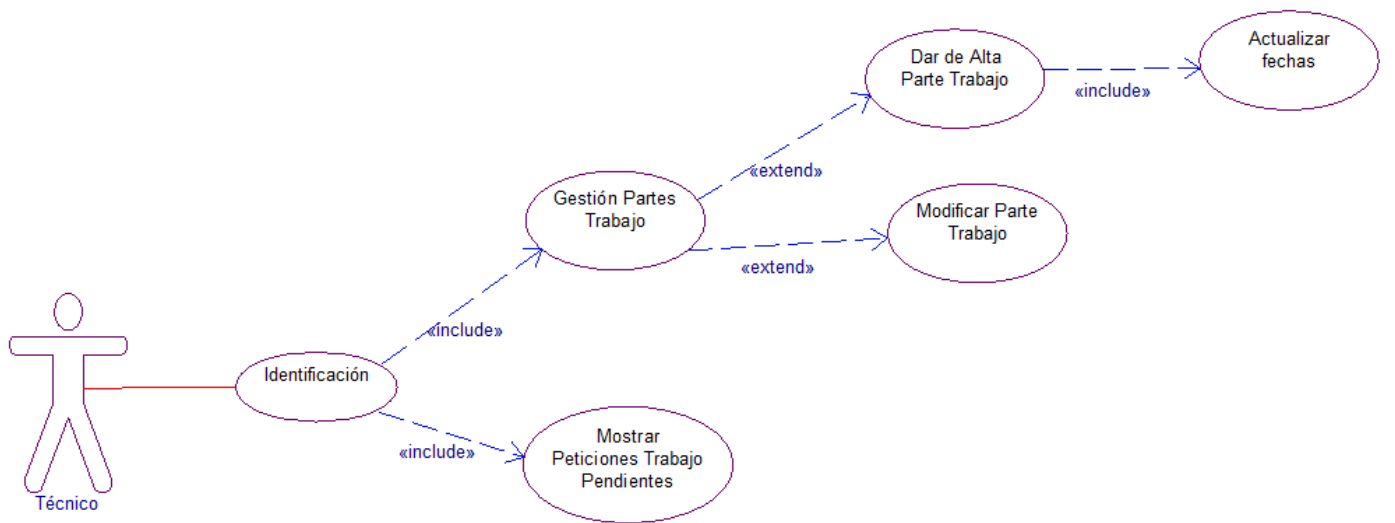 Dar de Alta
Parte Trabajo
Actualizar
fechas
«include»
«extend»
Gestión Partes
Trabajo
Modificar Parte
Trabajo
«extend»
«include»
Identificación
«include»
Mostrar
Peticiones Trabajo
Pendientes
Técnico